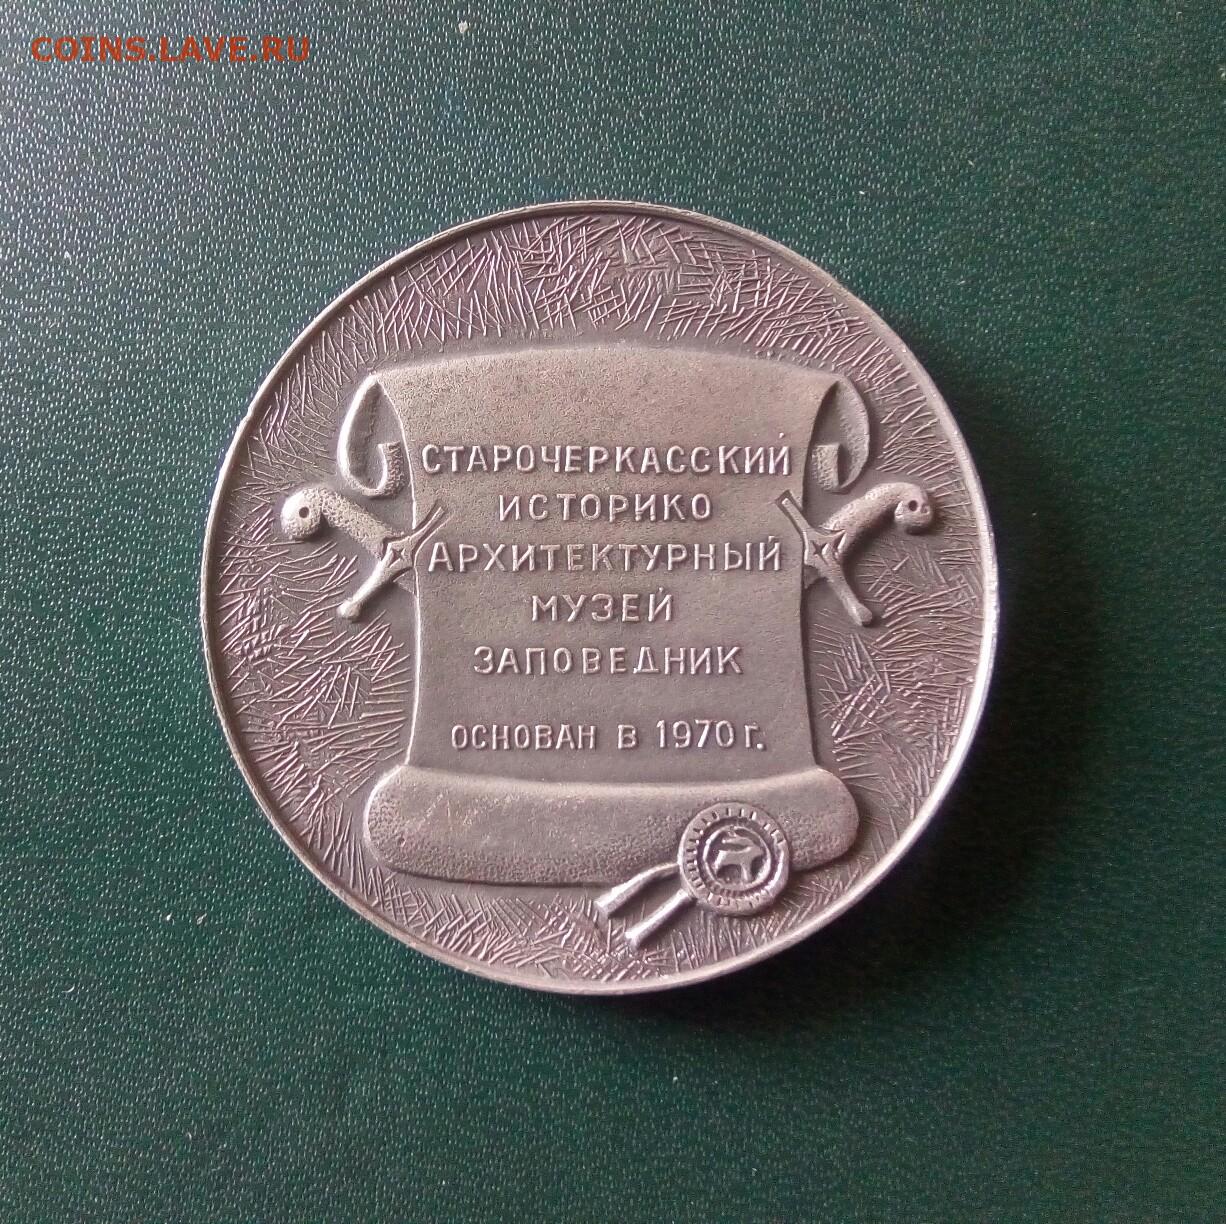 COINS.LAVE.RU
СТАРОЧЕРКАССКИЙ
ИСТОРИКО
АРХИТЕКТУРНЫЙ
МУЗЕЙ
ЗАПОВЕДНИК
ОСНОВАН В 1970 г.